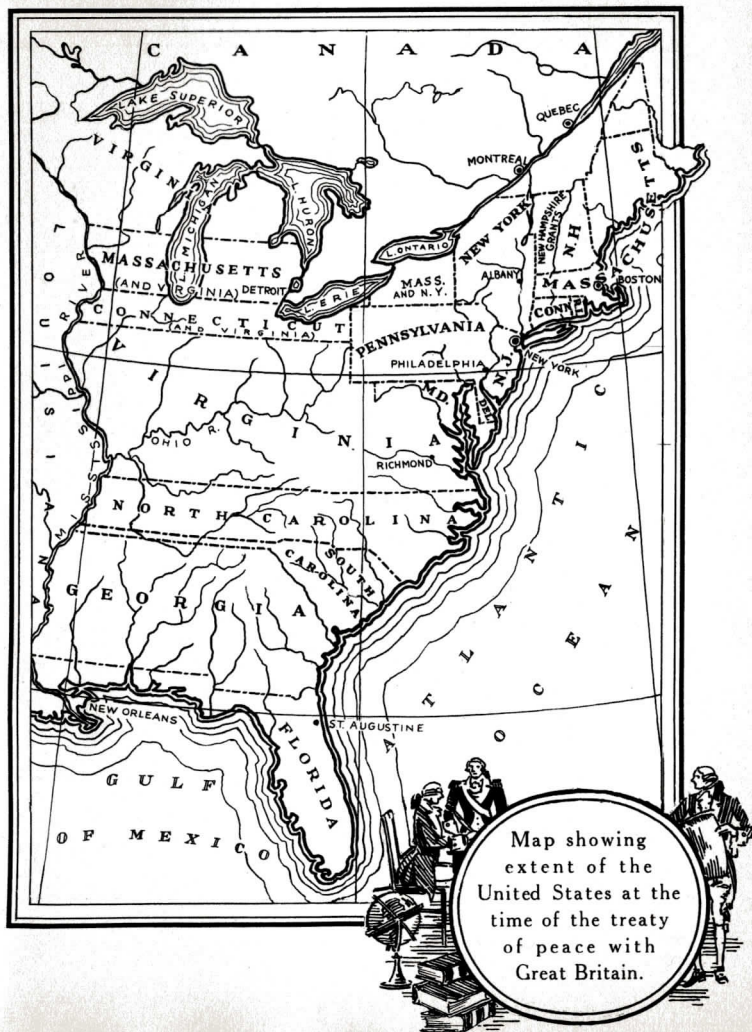 CANADA
LAKE SUPERIOR
QUEBEC
MONTREAL
VIRGINIA
L. MICHIGAN
L. HURON
L. ONTARIO
NEW YORK
NEW HAMPSHIRE
GRANTS
N.H.
MASSACHUSETTS
MASSACHUSETTS
(AND VIRGINIA)
DETROIT
L. ERIE
MASS.
AND N.Y.
ALBANY
MASS
BOSTON
CONN.
R.I.
CONNECTICUT
(AND VIRGINIA)
PENNSYLVANIA
PHILADELPHIA
N.J.
NEW YORK
LOUISIANA
MISSISSIPPI RIVER
VIRGINIA
OHIO R.
MD.
DEL.
RICHMOND
NORTH CAROLINA
SOUTH
CAROLINA
GEORGIA
ATLANTIC
OCEAN
NEW ORLEANS
ST. AUGUSTINE
FLORIDA
GULF
OF MEXICO
Map showing
extent of the
United States at the
time of the treaty
of peace with
Great Britain.